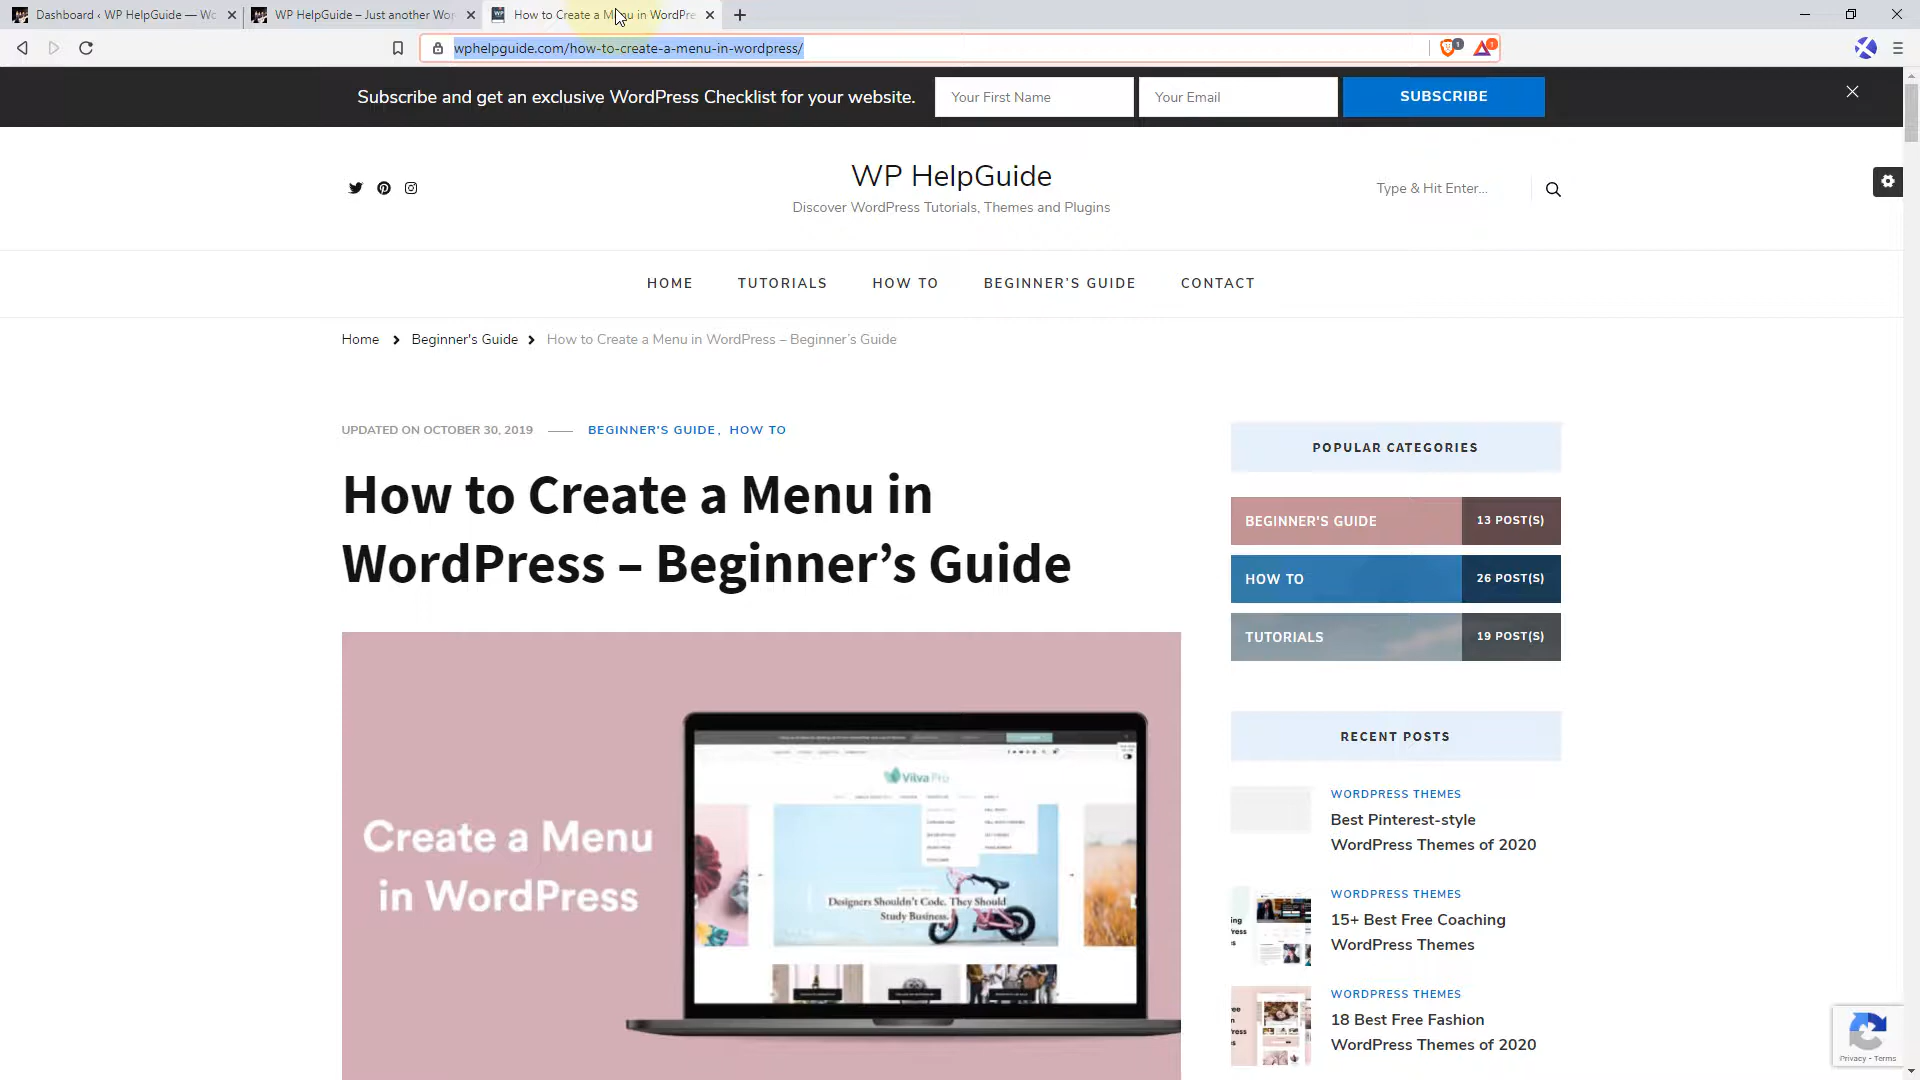 Dashboard ‹ WP HelpGuide — Wo
WP HelpGuide – Just another Wor
How to Create a Menu in WordPre
wphelpguide.com/how-to-create-a-menu-in-wordpress/
1
1
Subscribe and get an exclusive WordPress Checklist for your website.
Your First Name
Your Email
SUBSCRIBE
WP HelpGuide
Discover WordPress Tutorials, Themes and Plugins
Type & Hit Enter...
HOME
TUTORIALS
HOW TO
BEGINNER'S GUIDE
CONTACT
Home
Beginner's Guide
How to Create a Menu in WordPress – Beginner’s Guide
UPDATED ON OCTOBER 30, 2019
BEGINNER'S GUIDE, HOW TO
How to Create a Menu in
WordPress – Beginner’s Guide
Create a Menu
in WordPress
Vilva Pro
Designers Shouldn't Code. They Should
Study Business.
POPULAR CATEGORIES
BEGINNER'S GUIDE
13 POST(S)
HOW TO
26 POST(S)
TUTORIALS
19 POST(S)
RECENT POSTS
WORDPRESS THEMES
Best Pinterest-style
WordPress Themes of 2020
WORDPRESS THEMES
15+ Best Free Coaching
WordPress Themes
WORDPRESS THEMES
18 Best Free Fashion
WordPress Themes of 2020
Privacy - Terms